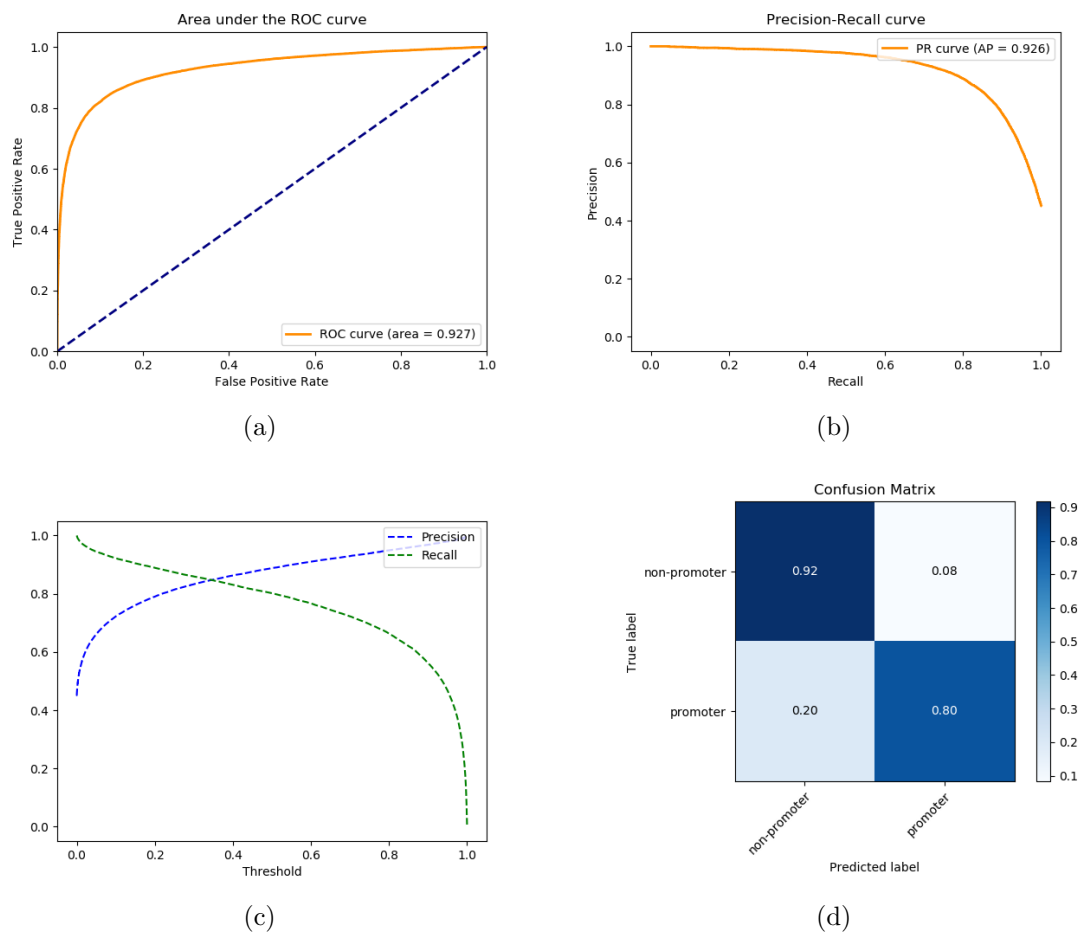 Area under the ROC curve
1.0
0.8
0.6
0.4
0.2
0.0
True Positive Rate
ROC curve (area = 0.927)
0.0
0.2
0.4
0.6
0.8
1.0
False Positive Rate
(a)
Precision-Recall curve
1.0
0.8
0.6
0.4
0.2
0.0
Precision
PR curve (AP = 0.926)
0.0
0.2
0.4
0.6
0.8
1.0
Recall
(b)
1.0
0.8
0.6
0.4
0.2
0.0
Precision
Recall
0.0
0.2
0.4
0.6
0.8
1.0
Threshold
(c)
Confusion Matrix
True label
non-promoter
0.92
0.08
promoter
0.20
0.80
non-promoter
promoter
Predicted label
0.9
0.8
0.7
0.6
0.5
0.4
0.3
0.2
0.1
(d)